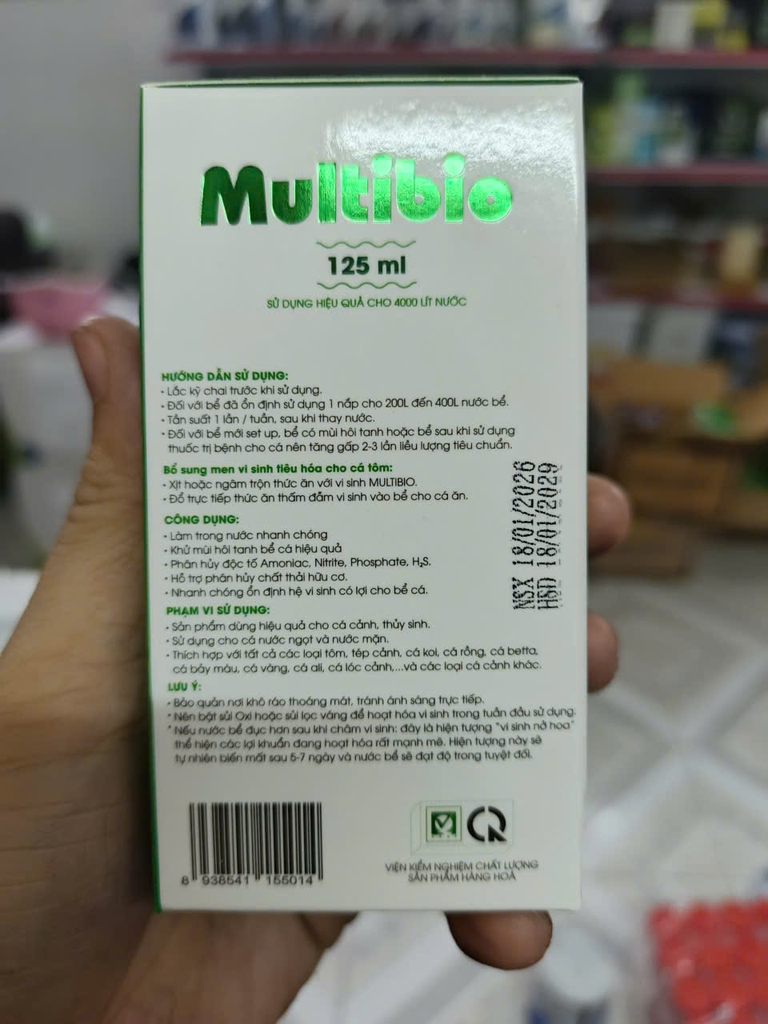 Multibio
125 ml
SỬ DỤNG HIỆU QUẢ CHO 4000 LÍT NƯỚC
HƯỚNG DẪN SỬ DỤNG:
• Lắc kỹ chai trước khi sử dụng.
• Đối với bể đã ổn định sử dụng 1 nắp cho 200L đến 400L nước bể.
• Tần suất 1 lần / tuần, sau khi thay nước.
• Đối với bể mới set up, bể có mùi hôi tanh hoặc bể sau khi sử dụng
thuốc trị bệnh cho cá nên tăng gấp 2-3 lần liều lượng tiêu chuẩn.
Bổ sung men vi sinh tiêu hóa cho cá tôm:
• Xịt hoặc ngâm trộn thức ăn với vi sinh MULTIBIO.
• Đổ trực tiếp thức ăn thấm đẫm vi sinh vào bể cho cá ăn.
CÔNG DỤNG:
• Làm trong nước nhanh chóng
• Khử mùi hôi tanh bể cá hiệu quả
• Phân hủy độc tố Amoniac, Nitrite, Phosphate, H₂S.
• Hỗ trợ phân hủy chất thải hữu cơ.
• Nhanh chóng ổn định hệ vi sinh có lợi cho bể cá.
NSX 18/01/2026
HSD 18/01/2029
PHẠM VI SỬ DỤNG:
• Sản phẩm dùng hiệu quả cho cá cảnh, thủy sinh.
• Sử dụng cho cá nước ngọt và nước mặn.
• Thích hợp với tất cả các loại tôm, tép cảnh, cá koi, cá rồng, cá betta,
cá bảy màu, cá vàng, cá ali, cá lóc cảnh,...và các loại cá cảnh khác.
LƯU Ý:
• Bảo quản nơi khô ráo thoáng mát, tránh ánh sáng trực tiếp.
* Nên bật sủi Oxi hoặc sủi lọc váng để hoạt hóa vi sinh trong tuần đầu sử dụng.
* Nếu nước bể đục hơn sau khi châm vi sinh: đây là hiện tượng "vi sinh nở hoa"
thể hiện các lợi khuẩn đang hoạt hóa rất mạnh mẽ. Hiện tượng này sẽ
tự nhiên biến mất sau 5-7 ngày và nước bể sẽ đạt độ trong tuyệt đối.
8 938541 155014
VIỆN KIỂM NGHIỆM CHẤT LƯỢNG
SẢN PHẨM HÀNG HOÁ